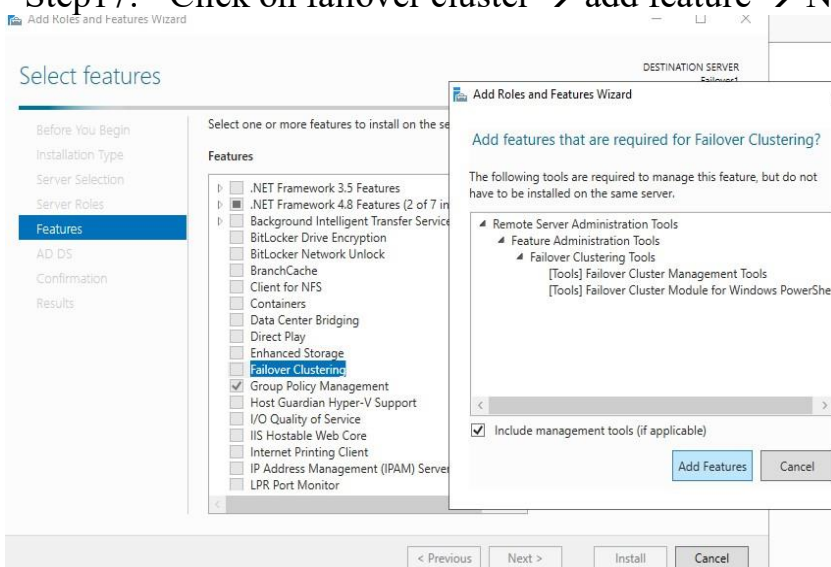 Step17: Click on failover cluster → add feature → N
Add Roles and Features Wizard
Select features
DESTINATION SERVER
Failover1
Before You Begin
Installation Type
Server Selection
Server Roles
Features
AD DS
Confirmation
Results
Select one or more features to install on the se
Features
.NET Framework 3.5 Features
.NET Framework 4.8 Features (2 of 7 in
Background Intelligent Transfer Service
BitLocker Drive Encryption
BitLocker Network Unlock
BranchCache
Client for NFS
Containers
Data Center Bridging
Direct Play
Enhanced Storage
Failover Clustering
Group Policy Management
Host Guardian Hyper-V Support
I/O Quality of Service
IIS Hostable Web Core
Internet Printing Client
IP Address Management (IPAM) Server
LPR Port Monitor
< Previous
Next >
Install
Cancel
Add Roles and Features Wizard
Add features that are required for Failover Clustering?
The following tools are required to manage this feature, but do not
have to be installed on the same server.
Remote Server Administration Tools
Feature Administration Tools
Failover Clustering Tools
[Tools] Failover Cluster Management Tools
[Tools] Failover Cluster Module for Windows PowerShe
Include management tools (if applicable)
Add Features
Cancel